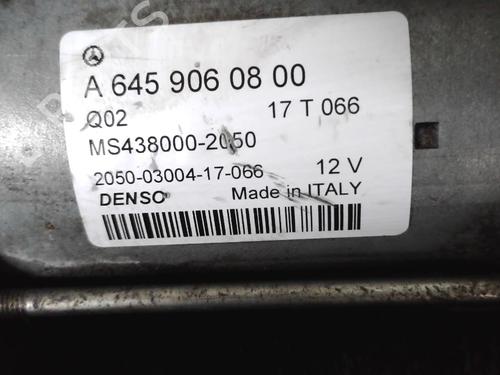 A 645 906 08 00
Q02 17 T 066
MS438000-2050
2050-03004-17-066 12 V
DENSO Made in ITALY